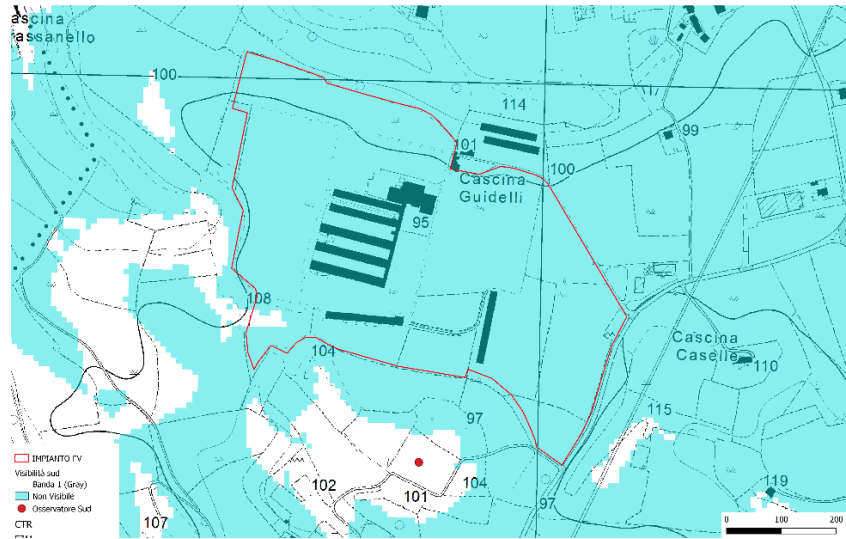 ascina
assanello
100
114
99
101
100
Cascina
Guidelli
95
108
104
Cascina
Caselle
110
97
115
104
102
101
119
97
107
IMPIANTO FV
Visibilità sud
Banda 1 (Gray)
Non Visibile
Osservatore Sud
CTR
0 100 200